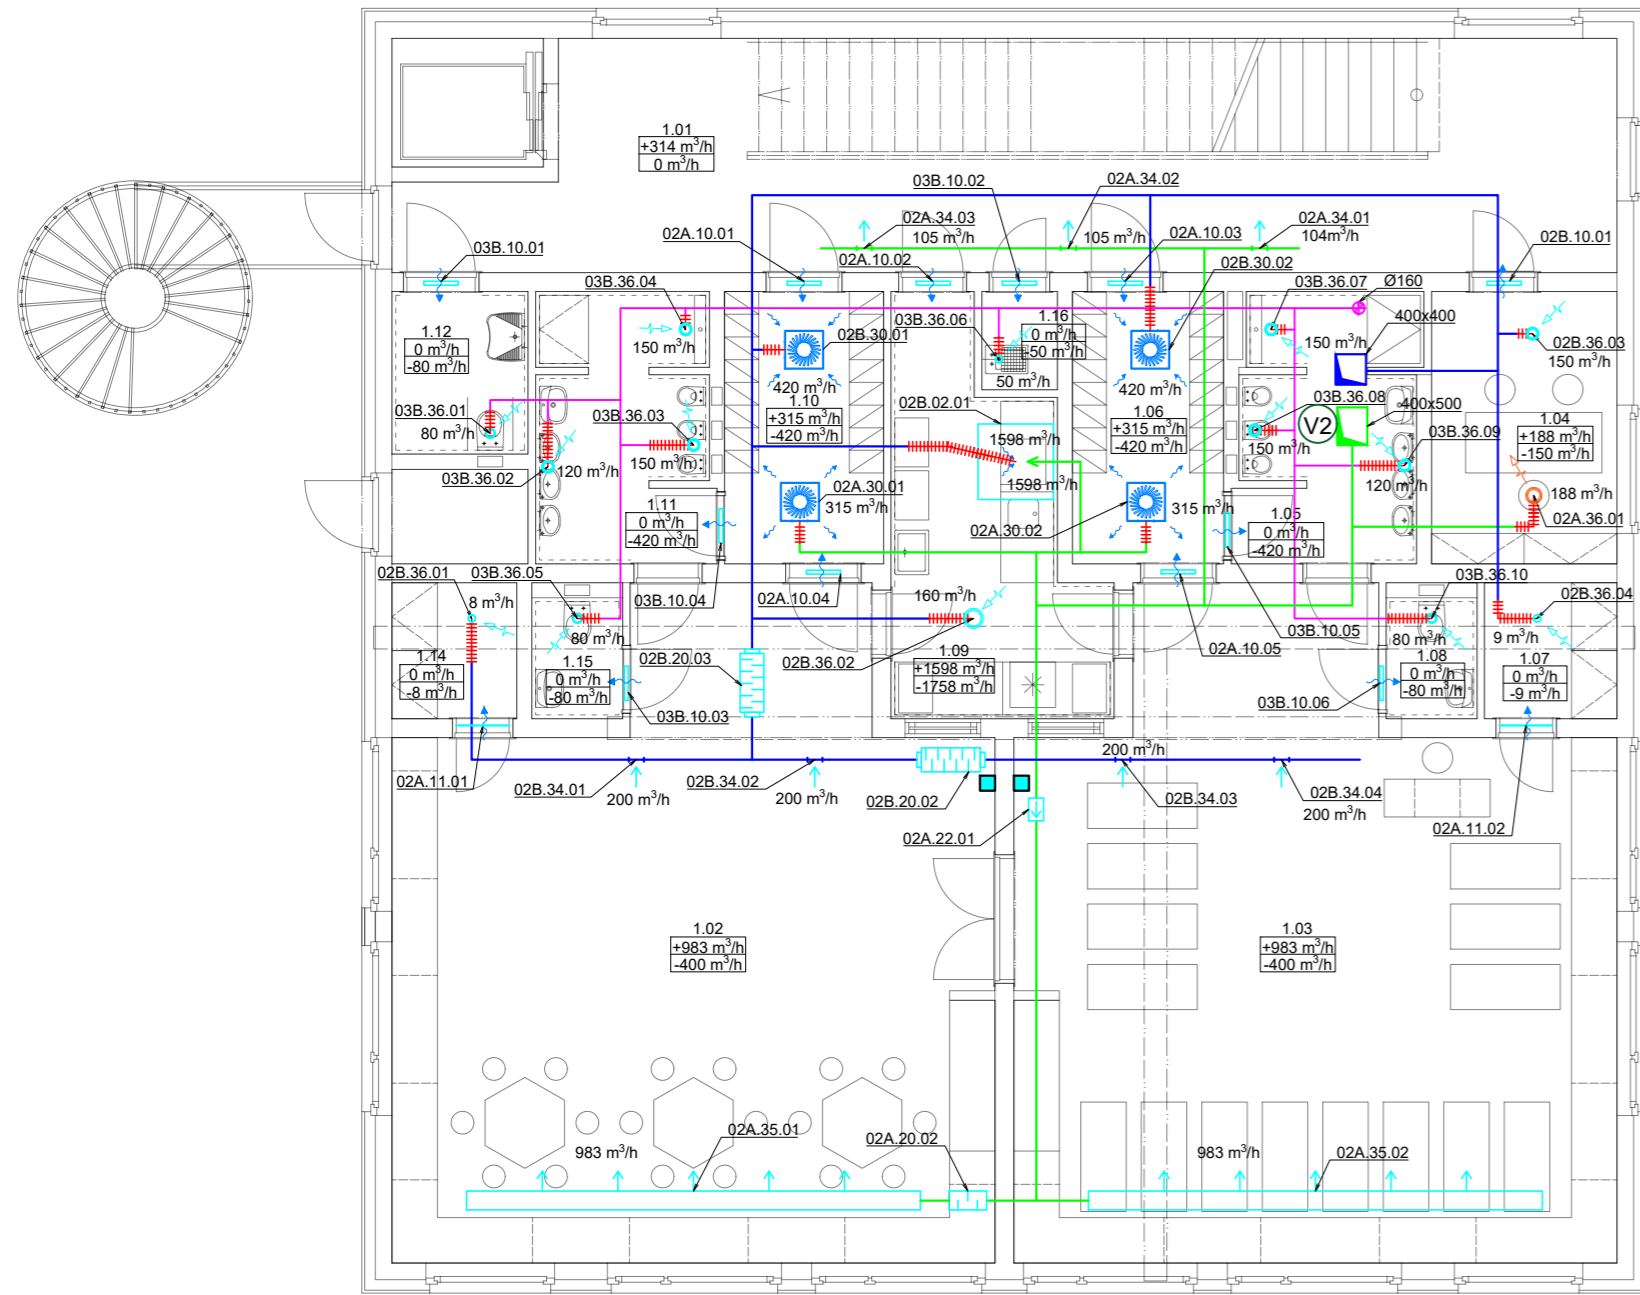 1.01
+314 m³/h
0 m³/h
03B.10.02
02A.34.02
02A.34.03
105 m³/h
105 m³/h
02A.34.01
104m³/h
02A.10.01
02A.10.02
02A.10.03
02B.30.02
02B.10.01
03B.10.01
03B.36.04
03B.36.07
Ø160
400x400
1.12
0 m³/h
-80 m³/h
150 m³/h
02B.30.01
03B.36.06
1.16
0 m³/h
-50 m³/h
50 m³/h
150 m³/h
02B.36.03
150 m³/h
420 m³/h
1.10
+315 m³/h
-420 m³/h
02B.02.01
420 m³/h
1.06
+315 m³/h
-420 m³/h
03B.36.08
400x500
03B.36.01
80 m³/h
03B.36.03
150 m³/h
1598 m³/h
1598 m³/h
V2
150 m³/h
03B.36.09
120 m³/h
1.04
+188 m³/h
-150 m³/h
03B.36.02
120 m³/h
02A.30.01
315 m³/h
02A.30.02
315 m³/h
188 m³/h
02A.36.01
1.11
0 m³/h
-420 m³/h
1.05
0 m³/h
-420 m³/h
02B.36.01
8 m³/h
03B.36.05
80 m³/h
03B.10.04
02A.10.04
160 m³/h
03B.10.05
03B.36.10
80 m³/h
02B.36.04
9 m³/h
1.14
0 m³/h
-8 m³/h
1.15
0 m³/h
-80 m³/h
02B.20.03
02B.36.02
1.09
+1598 m³/h
-1758 m³/h
02A.10.05
1.08
0 m³/h
-80 m³/h
1.07
0 m³/h
-9 m³/h
03B.10.03
03B.10.06
02A.11.01
02B.34.01
200 m³/h
02B.34.02
200 m³/h
02B.20.02
200 m³/h
02B.34.03
02B.34.04
200 m³/h
02A.22.01
02A.11.02
1.02
+983 m³/h
-400 m³/h
1.03
+983 m³/h
-400 m³/h
02A.35.01
983 m³/h
02A.20.02
983 m³/h
02A.35.02